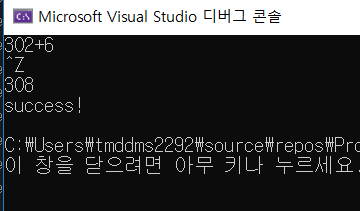 Microsoft Visual Studio 디버그 콘솔
302+6
^Z
308
success!
C:\Users\tmddms2292\source\repos\Pro
이 창을 닫으려면 아무 키나 누르세요.